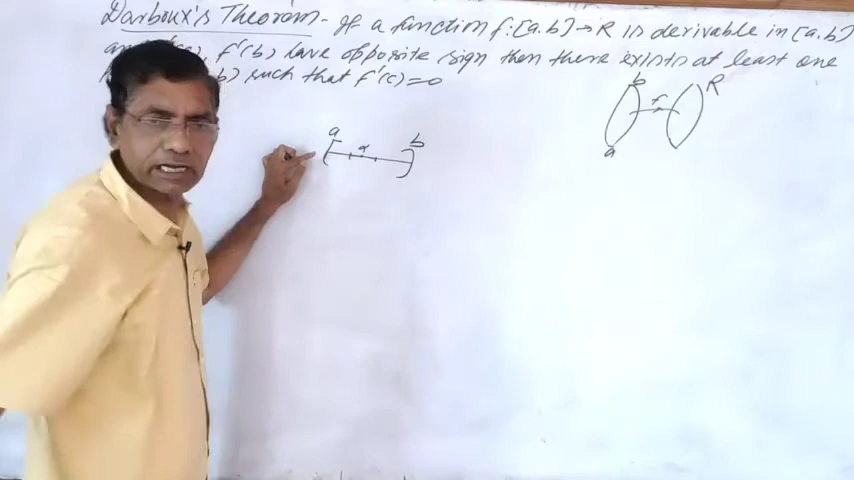 Darboux's Theorem- If a function f:[a.b]→R is derivable in [a.b]
f'(b) have opposite sign then there exists at least one
b) such that f'(c)=0
a α b
b f R
a